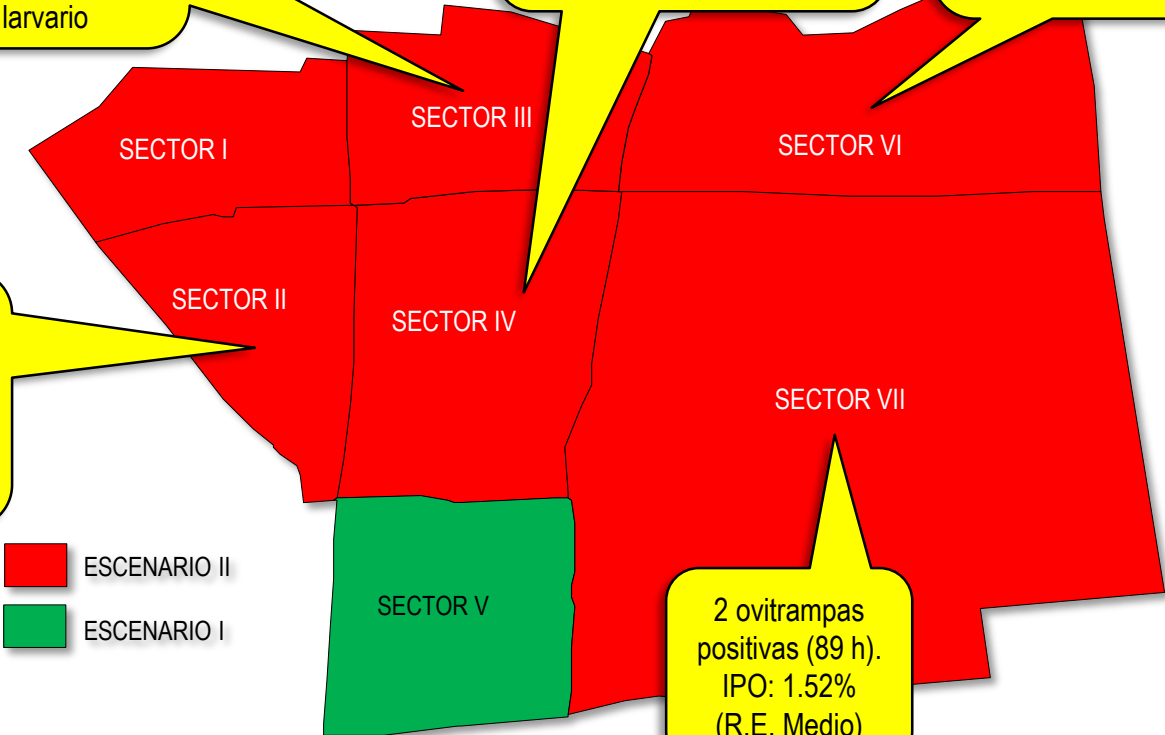 larvario
SECTOR III
SECTOR I
SECTOR VI
SECTOR II
SECTOR IV
SECTOR VII
ESCENARIO II
ESCENARIO I
SECTOR V
2 ovitrampas
positivas (89 h).
IPO: 1.52%
(R.E. Medio)